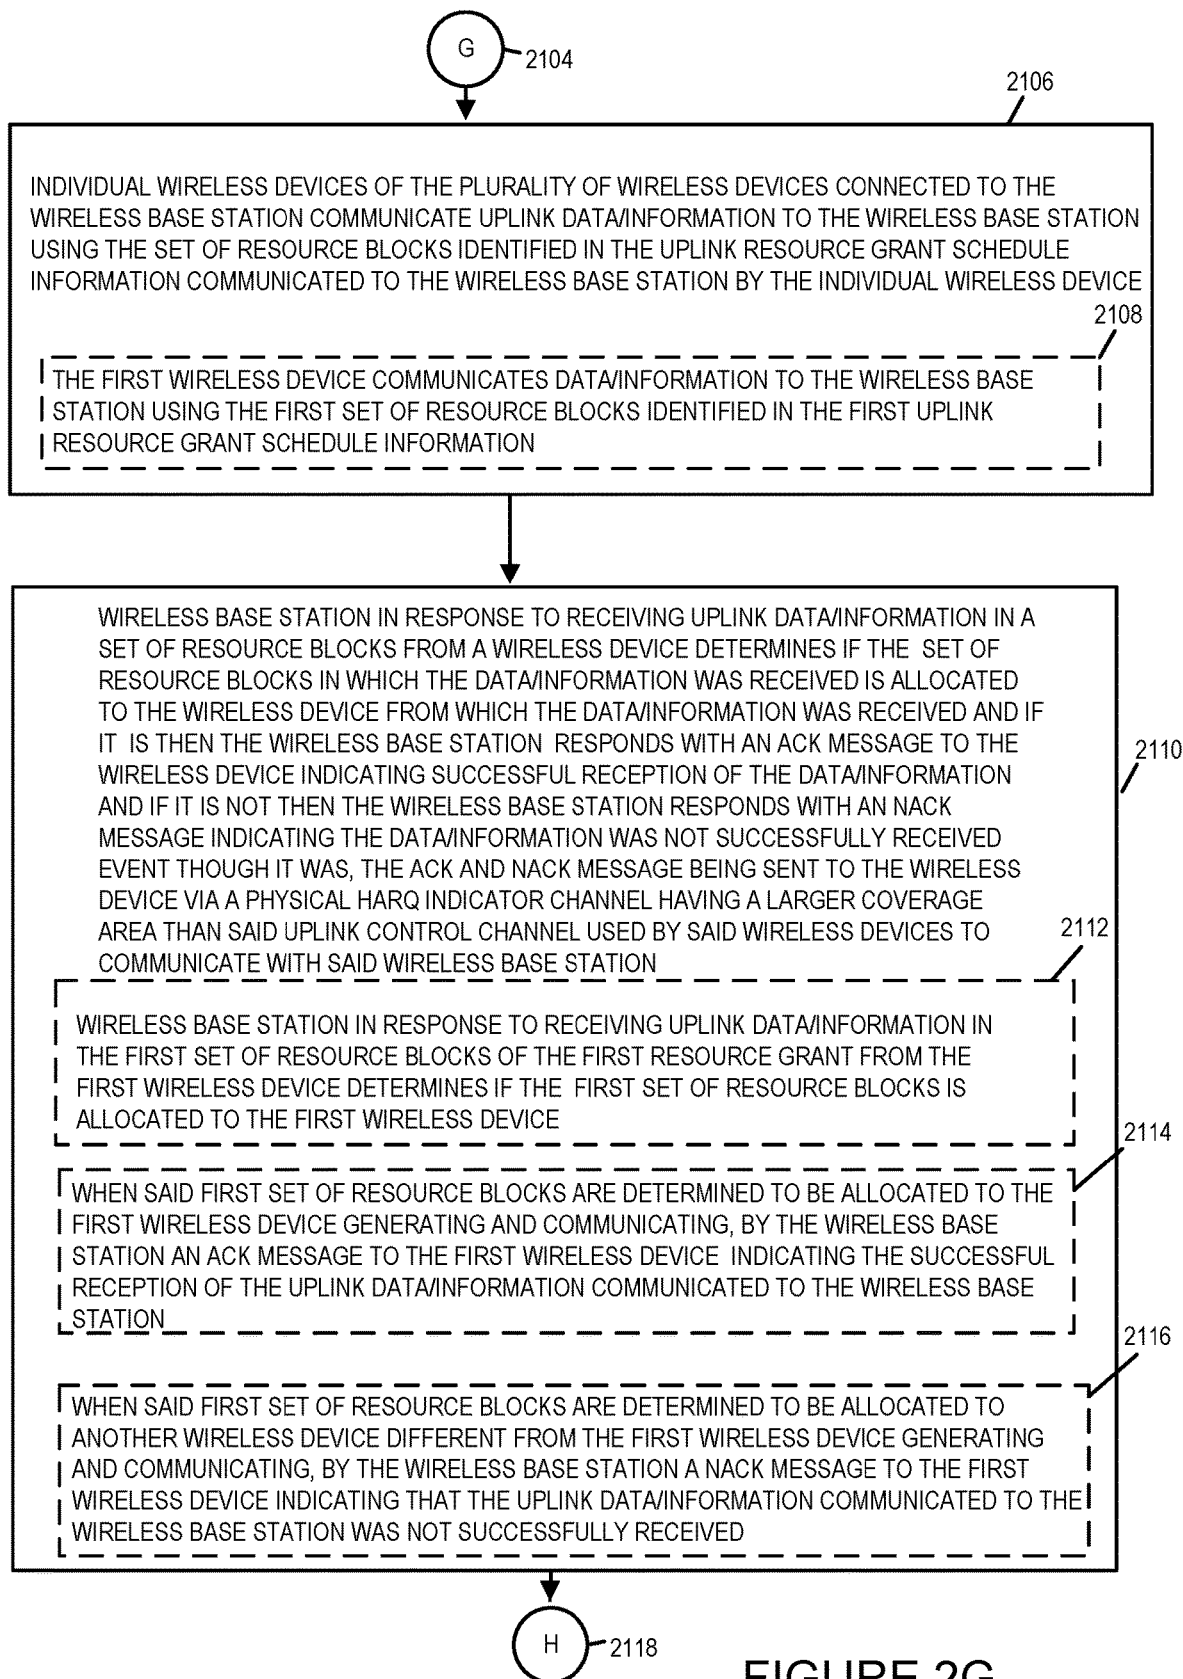 G
2104
2106
INDIVIDUAL WIRELESS DEVICES OF THE PLURALITY OF WIRELESS DEVICES CONNECTED TO THE
WIRELESS BASE STATION COMMUNICATE UPLINK DATA/INFORMATION TO THE WIRELESS BASE STATION
USING THE SET OF RESOURCE BLOCKS IDENTIFIED IN THE UPLINK RESOURCE GRANT SCHEDULE
INFORMATION COMMUNICATED TO THE WIRELESS BASE STATION BY THE INDIVIDUAL WIRELESS DEVICE
2108
THE FIRST WIRELESS DEVICE COMMUNICATES DATA/INFORMATION TO THE WIRELESS BASE
STATION USING THE FIRST SET OF RESOURCE BLOCKS IDENTIFIED IN THE FIRST UPLINK
RESOURCE GRANT SCHEDULE INFORMATION
WIRELESS BASE STATION IN RESPONSE TO RECEIVING UPLINK DATA/INFORMATION IN A
SET OF RESOURCE BLOCKS FROM A WIRELESS DEVICE DETERMINES IF THE SET OF
RESOURCE BLOCKS IN WHICH THE DATA/INFORMATION WAS RECEIVED IS ALLOCATED
TO THE WIRELESS DEVICE FROM WHICH THE DATA/INFORMATION WAS RECEIVED AND IF
IT IS THEN THE WIRELESS BASE STATION RESPONDS WITH AN ACK MESSAGE TO THE
WIRELESS DEVICE INDICATING SUCCESSFUL RECEPTION OF THE DATA/INFORMATION
AND IF IT IS NOT THEN THE WIRELESS BASE STATION RESPONDS WITH AN NACK
MESSAGE INDICATING THE DATA/INFORMATION WAS NOT SUCCESSFULLY RECEIVED
EVENT THOUGH IT WAS, THE ACK AND NACK MESSAGE BEING SENT TO THE WIRELESS
DEVICE VIA A PHYSICAL HARQ INDICATOR CHANNEL HAVING A LARGER COVERAGE
AREA THAN SAID UPLINK CONTROL CHANNEL USED BY SAID WIRELESS DEVICES TO
COMMUNICATE WITH SAID WIRELESS BASE STATION
2110
2112
WIRELESS BASE STATION IN RESPONSE TO RECEIVING UPLINK DATA/INFORMATION IN
THE FIRST SET OF RESOURCE BLOCKS OF THE FIRST RESOURCE GRANT FROM THE
FIRST WIRELESS DEVICE DETERMINES IF THE FIRST SET OF RESOURCE BLOCKS IS
ALLOCATED TO THE FIRST WIRELESS DEVICE
2114
WHEN SAID FIRST SET OF RESOURCE BLOCKS ARE DETERMINED TO BE ALLOCATED TO THE
FIRST WIRELESS DEVICE GENERATING AND COMMUNICATING, BY THE WIRELESS BASE
STATION AN ACK MESSAGE TO THE FIRST WIRELESS DEVICE INDICATING THE SUCCESSFUL
RECEPTION OF THE UPLINK DATA/INFORMATION COMMUNICATED TO THE WIRELESS BASE
STATION
2116
WHEN SAID FIRST SET OF RESOURCE BLOCKS ARE DETERMINED TO BE ALLOCATED TO
ANOTHER WIRELESS DEVICE DIFFERENT FROM THE FIRST WIRELESS DEVICE GENERATING
AND COMMUNICATING, BY THE WIRELESS BASE STATION A NACK MESSAGE TO THE FIRST
WIRELESS DEVICE INDICATING THAT THE UPLINK DATA/INFORMATION COMMUNICATED TO THE
WIRELESS BASE STATION WAS NOT SUCCESSFULLY RECEIVED
H
2118
FIGURE 2G